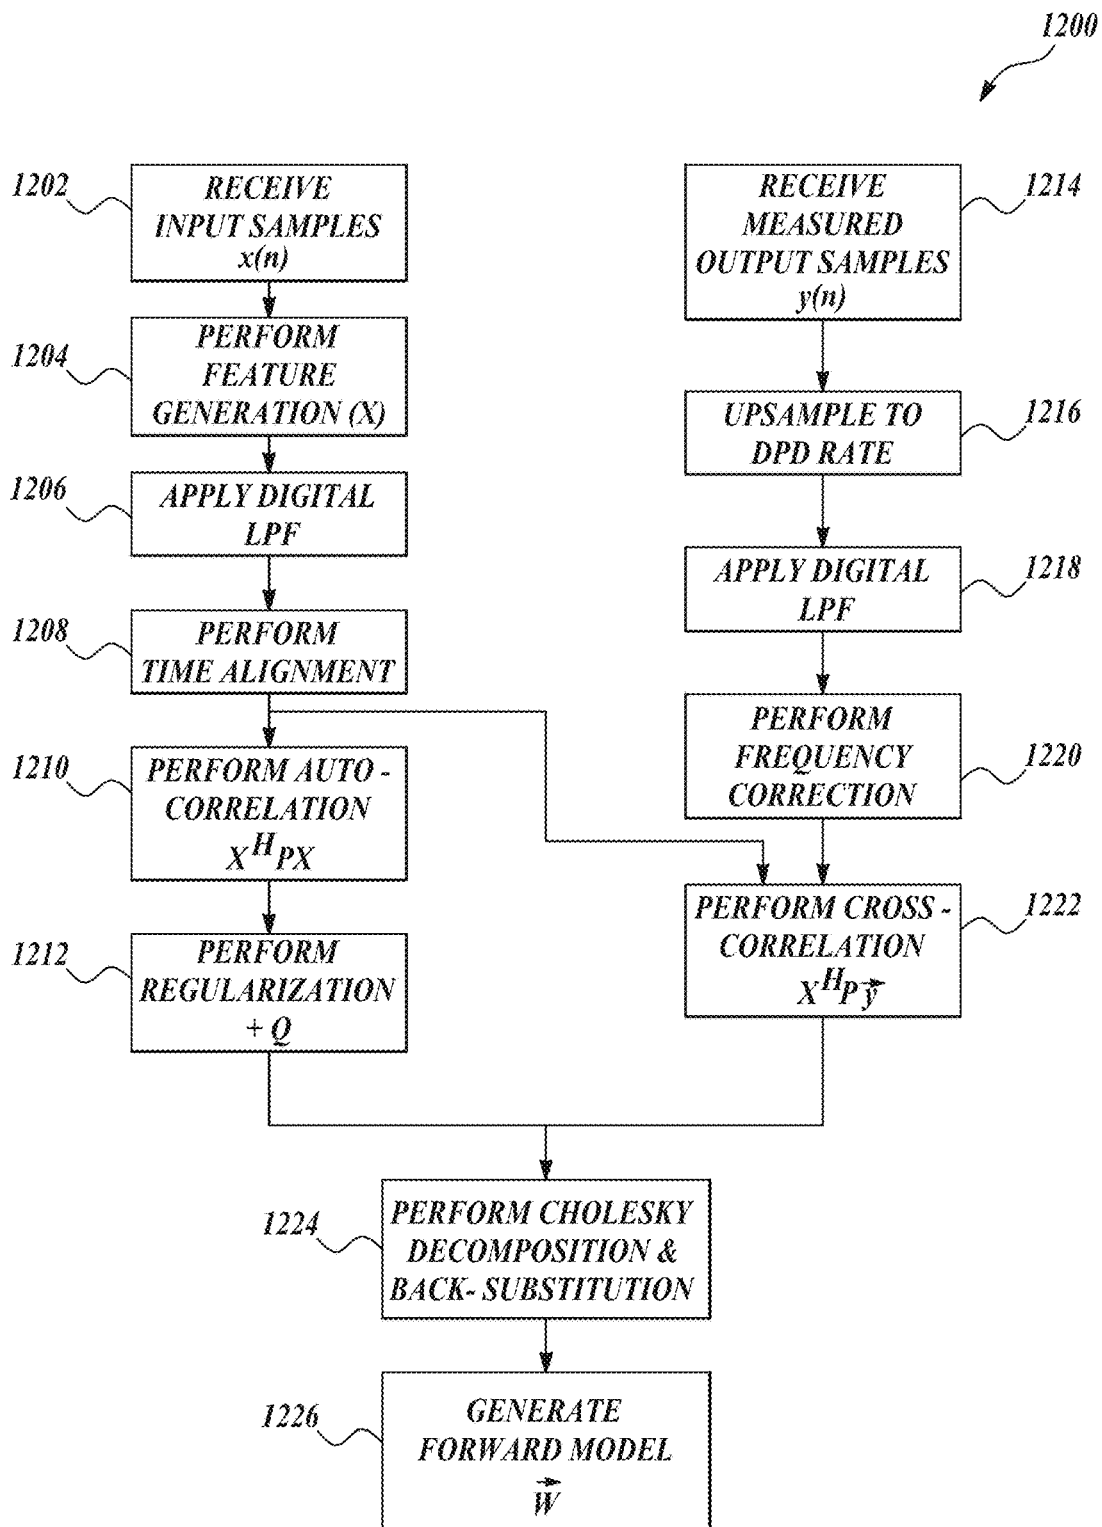 1200
1202
RECEIVE
INPUT SAMPLES
x(n)
1204
PERFORM
FEATURE
GENERATION (X)
1206
APPLY DIGITAL
LPF
1208
PERFORM
TIME ALIGNMENT
1210
PERFORM AUTO -
CORRELATION
X^H PX
1212
PERFORM
REGULARIZATION
+ Q
1214
RECEIVE
MEASURED
OUTPUT SAMPLES
y(n)
1216
UPSAMPLE TO
DPD RATE
1218
APPLY DIGITAL
LPF
1220
PERFORM
FREQUENCY
CORRECTION
1222
PERFORM CROSS -
CORRELATION
X^H P y⃗
1224
PERFORM CHOLESKY
DECOMPOSITION &
BACK- SUBSTITUTION
1226
GENERATE
FORWARD MODEL
W⃗